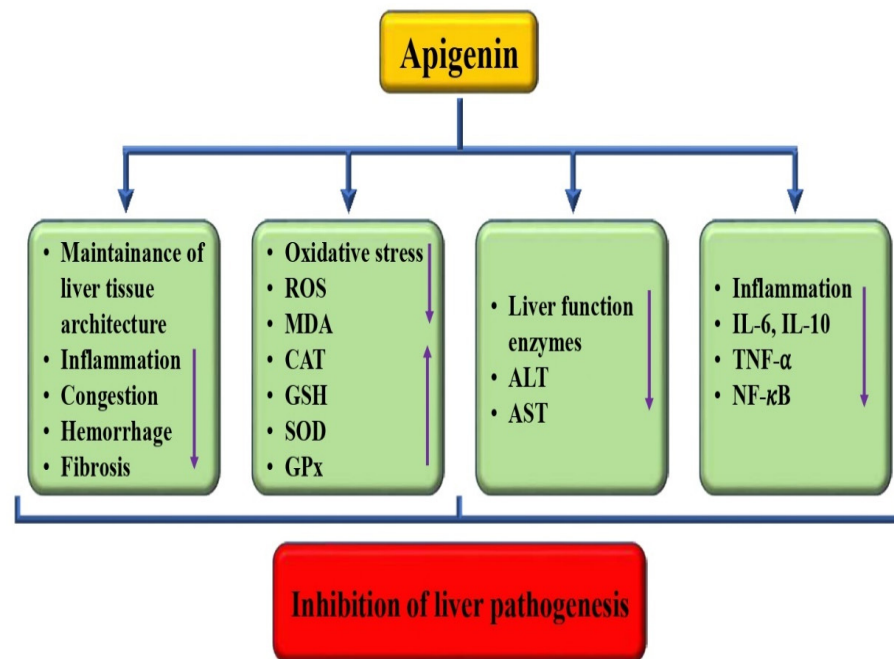 Apigenin
• Maintainance of
liver tissue
architecture
• Inflammation
• Congestion
• Hemorrhage
• Fibrosis
• Oxidative stress
• ROS
• MDA
• CAT
• GSH
• SOD
• GPx
• Liver function
enzymes
• ALT
• AST
• Inflammation
• IL-6, IL-10
• TNF-α
• NF-κB
Inhibition of liver pathogenesis